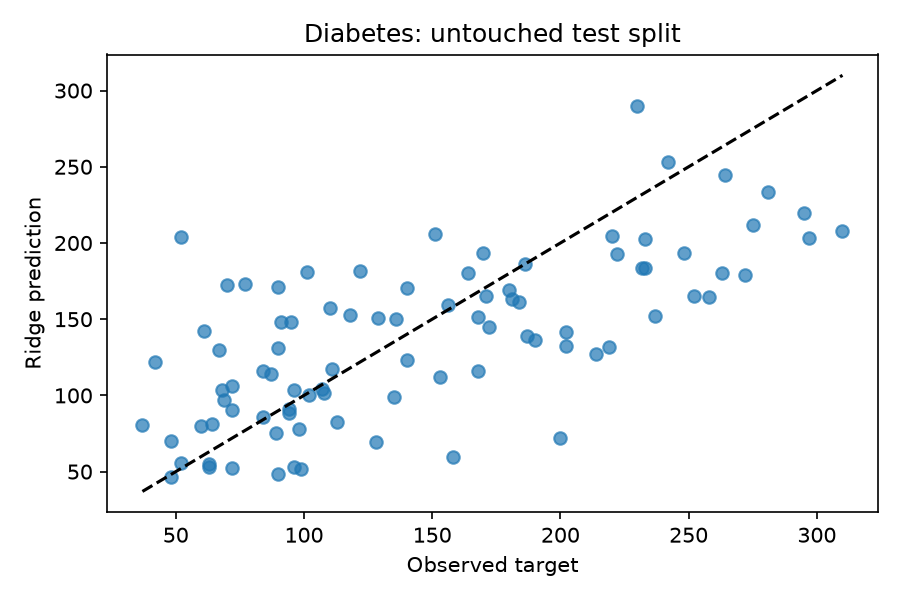 Diabetes: untouched test split
300
250
200
150
100
50
Ridge prediction
50 100 150 200 250 300
Observed target